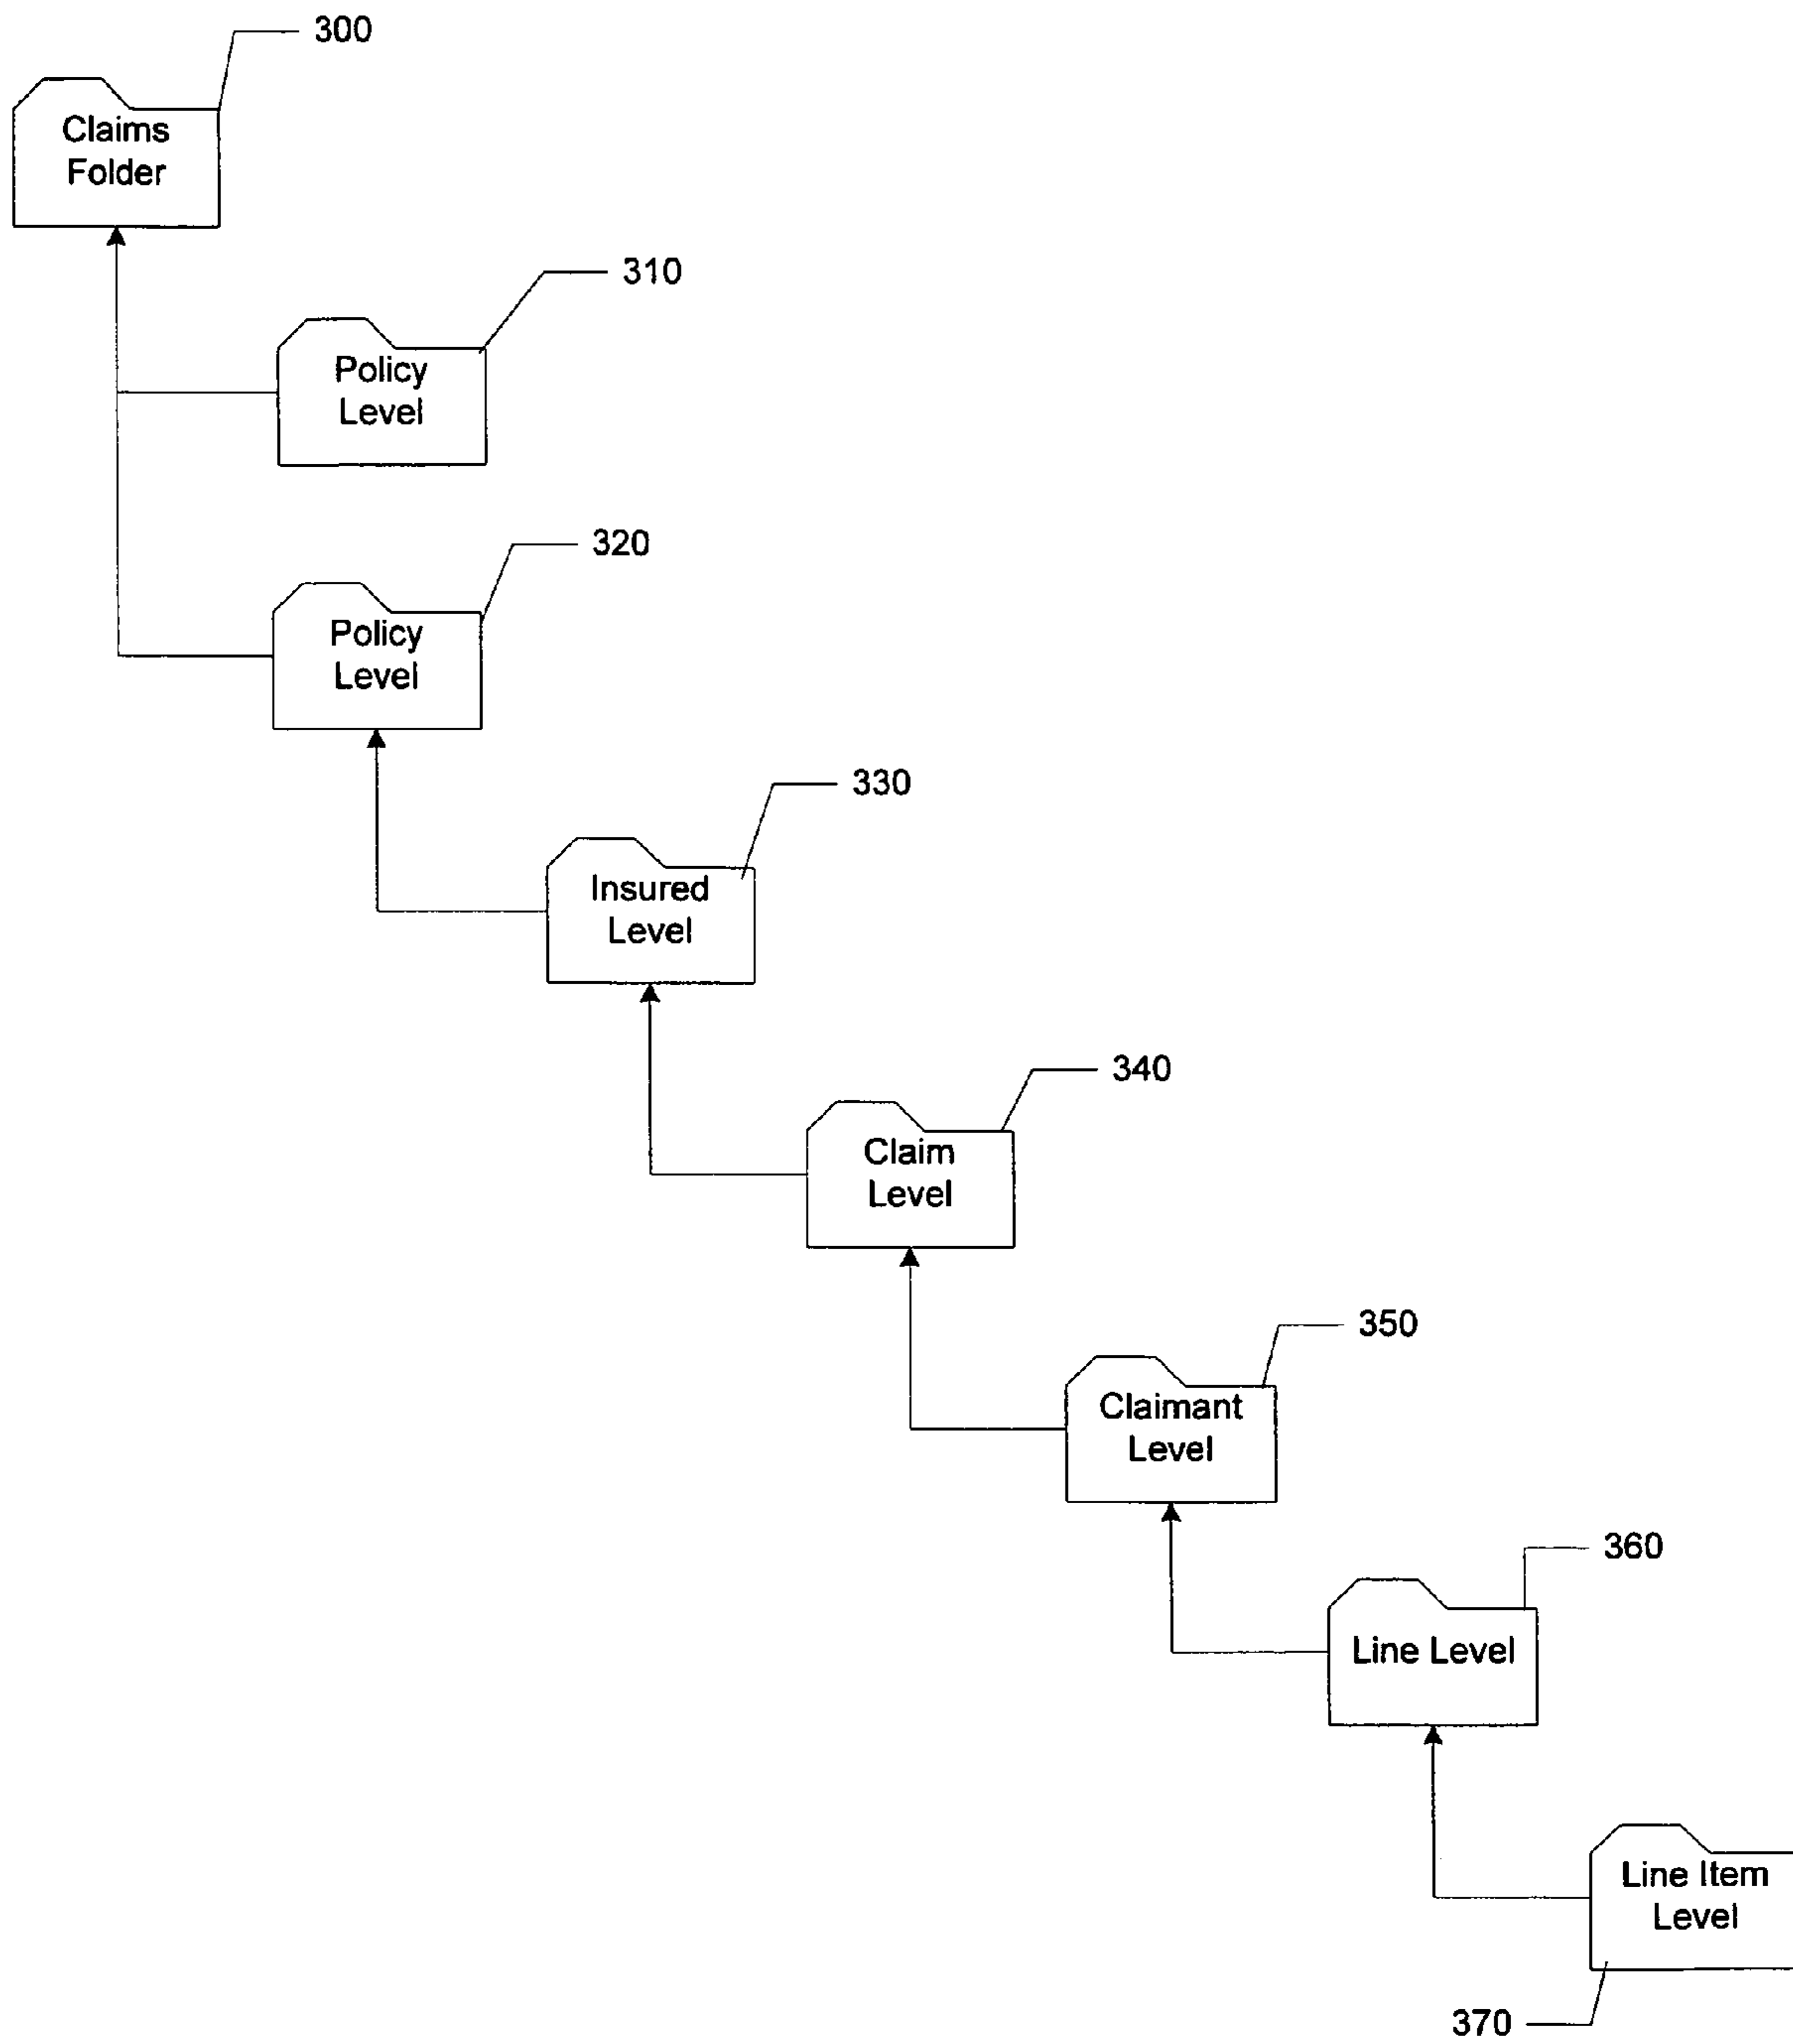 300
Claims
Folder
310
Policy
Level
320
Policy
Level
330
Insured
Level
340
Claim
Level
350
Claimant
Level
360
Line Level
Line Item
Level
370